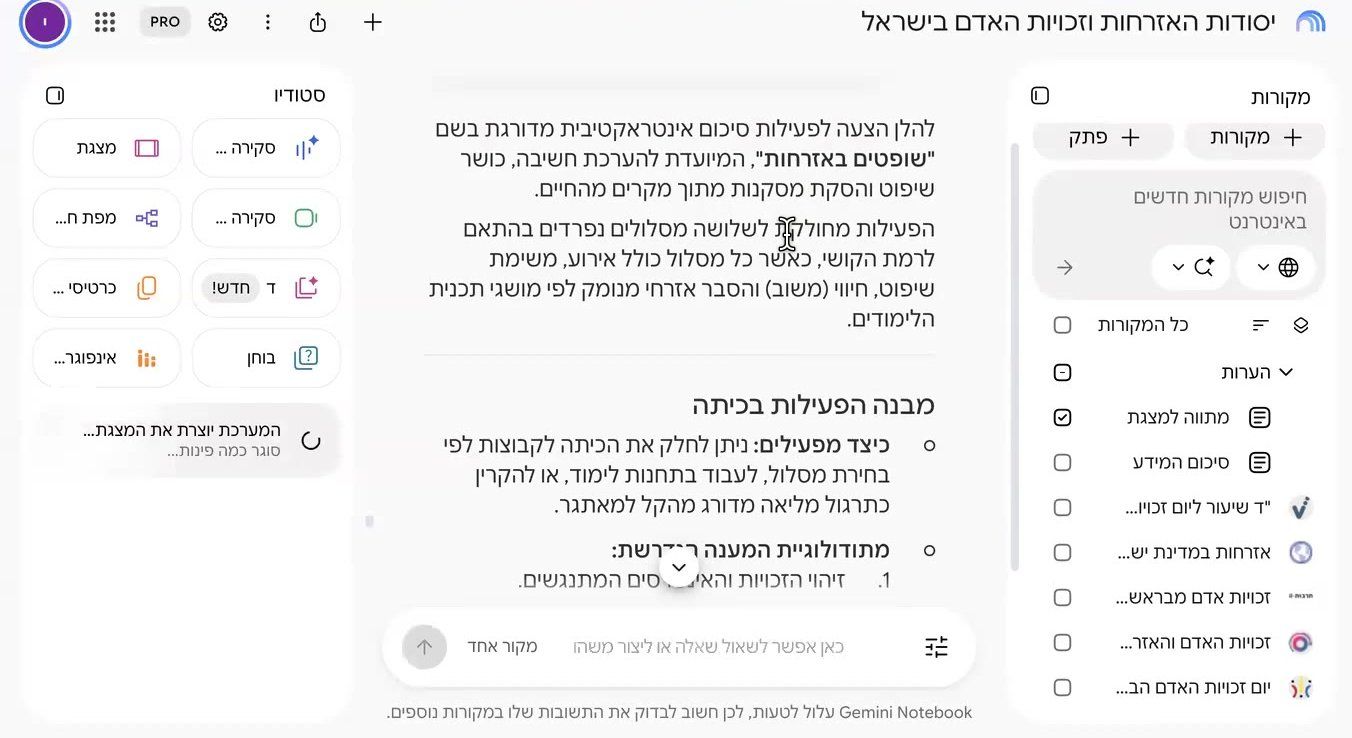 יסודות האזרחות וזכויות האדם בישראל
PRO
י
מקורות
+ מקורות
+ פתק
חיפוש מקורות חדשים
באינטרנט
כל המקורות
הערות
מתווה למצגת
סיכום המידע
"ד שיעור ליום זכויו...
אזרחות במדינת יש...
זכויות אדם מבראש...
זכויות האדם והאזר...
יום זכויות האדם הב...
להלן הצעה לפעילות סיכום אינטראקטיבית מדורגת בשם
"שופטים באזרחות", המיועדת להערכת חשיבה, כושר
שיפוט והסקת מסקנות מתוך מקרים מהחיים.
הפעילות מחולקת לשלושה מסלולים נפרדים בהתאם
לרמת הקושי, כאשר כל מסלול כולל אירוע, משימת
שיפוט, חיווי (משוב) והסבר אזרחי מנומק לפי מושגי תכנית
הלימודים.
מבנה הפעילות בכיתה
כיצד מפעילים: ניתן לחלק את הכיתה לקבוצות לפי
בחירת מסלול, לעבוד בתחנות לימוד, או להקרין
כתרגול מליאה מדורג מהקל למאתגר.
מתודולוגיית המענה הנדרשת:
1. זיהוי הזכויות והאינטרסים המתנגשים.
כאן אפשר לשאול שאלה או ליצור משהו
מקור אחד
Gemini Notebook עלול לטעות, לכן חשוב לבדוק את התשובות שלו במקורות נוספים.
סטודיו
סקירה ...
מצגת
סקירה ...
מפת ח...
ד
חדש!
כרטיסי ...
בוחן
אינפוגר...
המערכת יוצרת את המצגת...
סוגר כמה פינות...